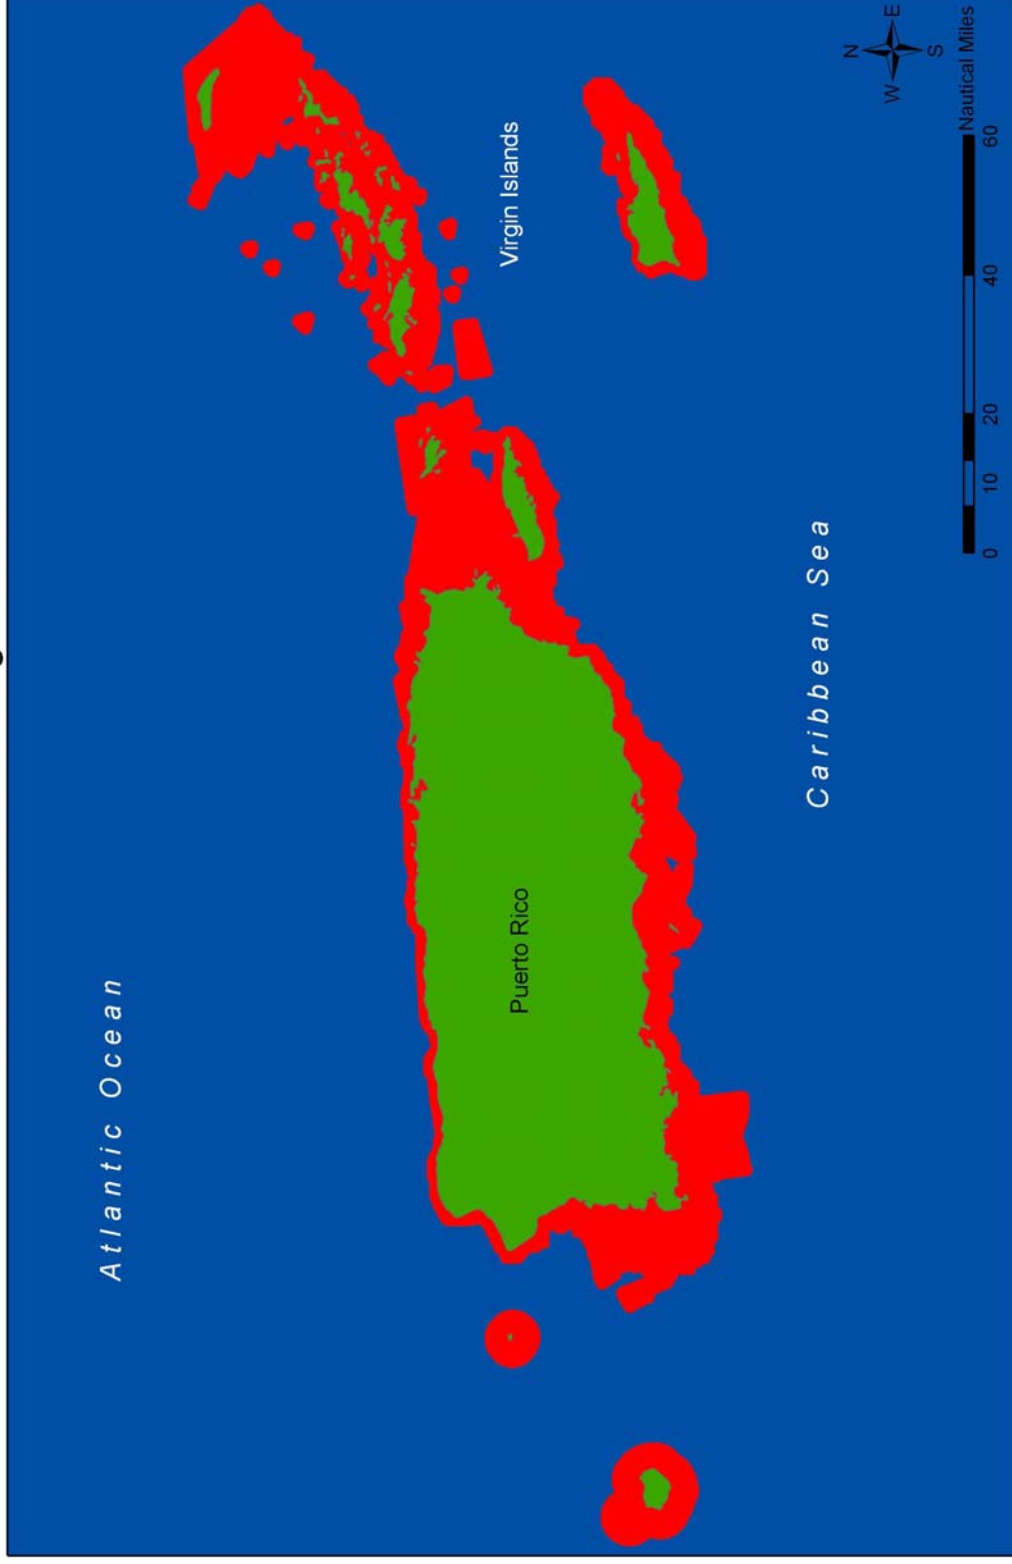 Atlantic Ocean
Virgin Islands
Puerto Rico
Caribbean Sea
N
W E
S
Nautical Miles
0 10 20 40 60